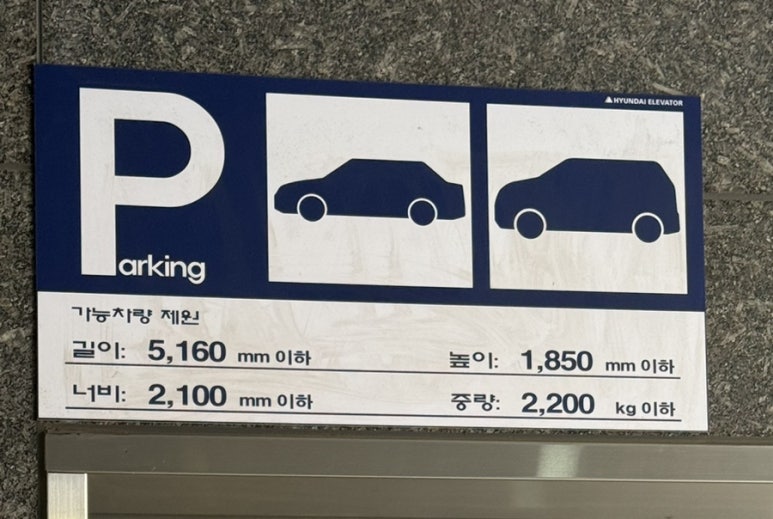 HYUNDAI ELEVATOR
Parking
가능차량 제원
길이: 5,160 mm 이하 높이: 1,850 mm 이하
너비: 2,100 mm 이하 중량: 2,200 kg 이하